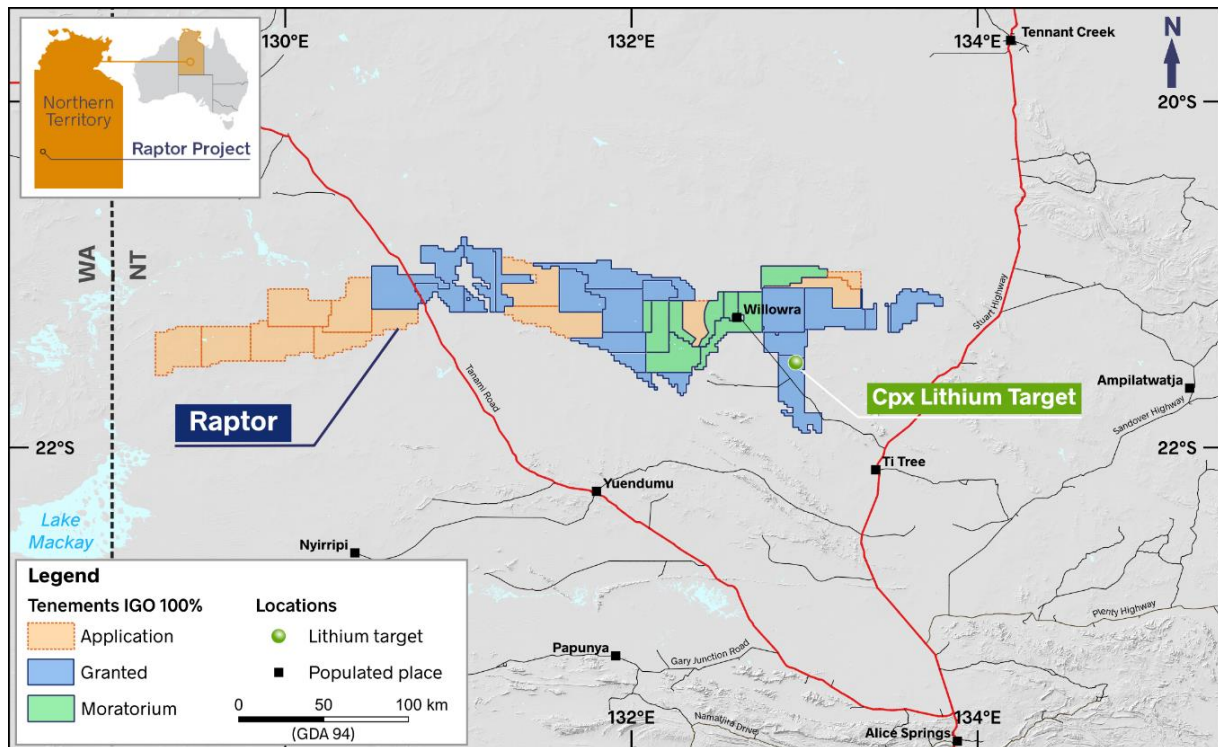 130°E
132°E
134°E
Tennant Creek
N
20°S
Northern
Territory
Raptor Project
WA
NT
Willowra
Stuart Highway
Raptor
Tanami Road
Cpx Lithium Target
Ampilatwatja
Sandover Highway
22°S
22°S
Ti Tree
Yuendumu
Lake
Mackay
Nyirripi
Legend
Tenements IGO 100%
Application
Granted
Moratorium
Locations
Lithium target
Populated place
0
50
100 km
(GDA 94)
Plenty Highway
Papunya
Gary Junction Road
132°E
Namatjira Drive
134°E
Alice Springs